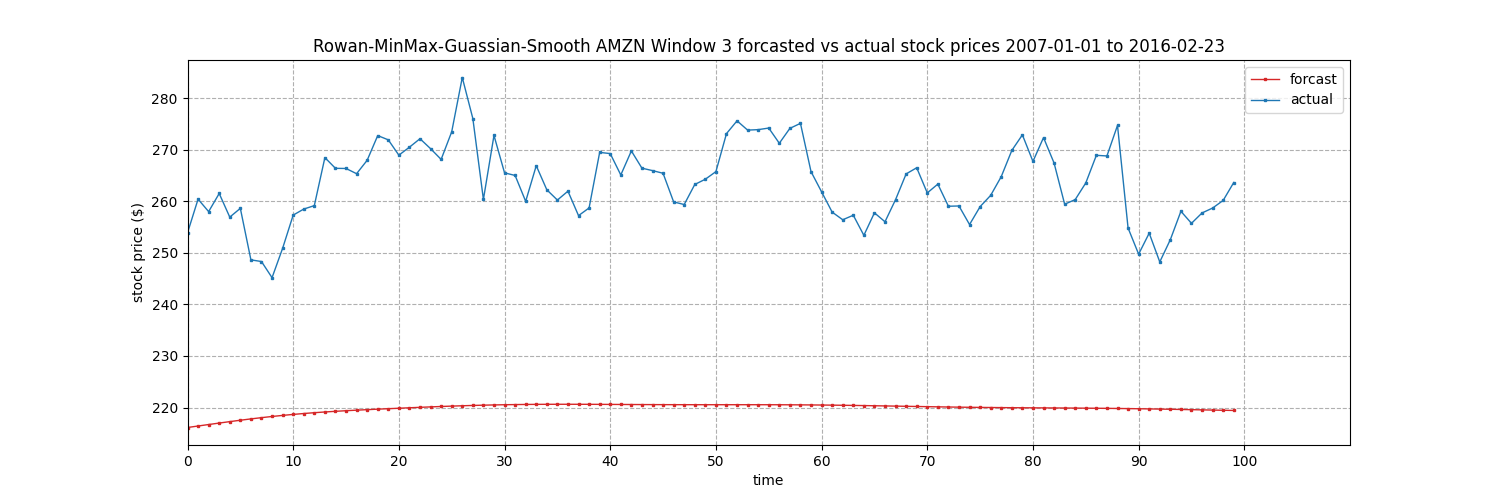 Rowan-MinMax-Guassian-Smooth AMZN Window 3 forcasted vs actual stock prices 2007-01-01 to 2016-02-23
forcast
actual
280
270
260
250
240
230
220
stock price ($)
0 10 20 30 40 50 60 70 80 90 100
time